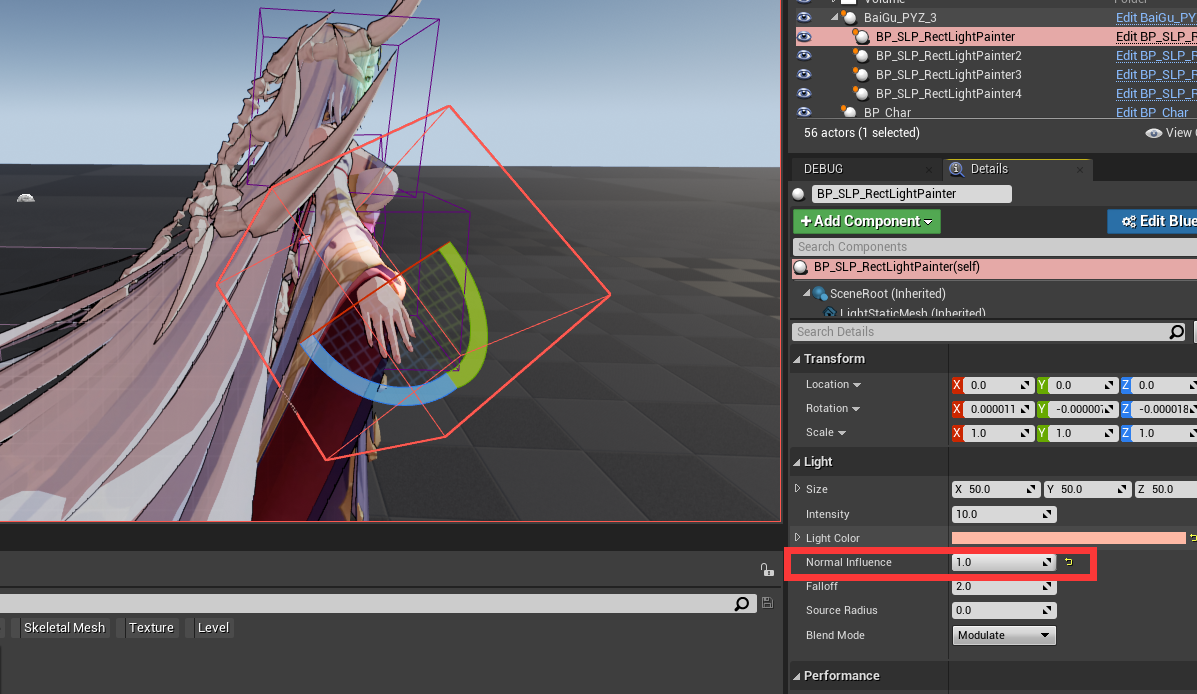 Volume
Folder
BaiGu_PYZ_3
Edit BaiGu_PY
BP_SLP_RectLightPainter
Edit BP_SLP_R
BP_SLP_RectLightPainter2
Edit BP_SLP_R
BP_SLP_RectLightPainter3
Edit BP_SLP_R
BP_SLP_RectLightPainter4
Edit BP_SLP_R
BP_Char
Edit BP_Char
56 actors (1 selected)
View
DEBUG
Details
BP_SLP_RectLightPainter
+ Add Component
Edit Blue
Search Components
BP_SLP_RectLightPainter(self)
SceneRoot (Inherited)
LightStaticMesh (Inherited)
Search Details
Transform
Location X 0.0 Y 0.0 Z 0.0
Rotation X 0.000011 Y -0.000007 Z -0.000018
Scale X 1.0 Y 1.0 Z 1.0
Light
Size X 50.0 Y 50.0 Z 50.0
Intensity 10.0
Light Color
Normal Influence 1.0
Falloff 2.0
Source Radius 0.0
Blend Mode Modulate
Performance
Skeletal Mesh Texture Level